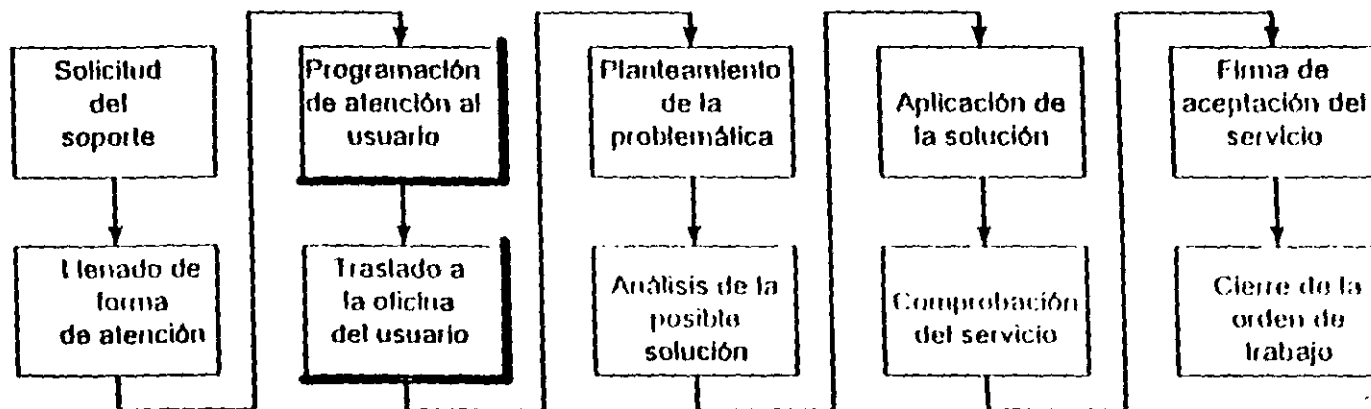 Solicitud
del
soporte
Llenado de
forma
de atención
Programación
de atención al
usuario
Traslado a
la oficina
del usuario
Planteamiento
de la
problemática
Análisis de la
posible
solución
Aplicación de
la solución
Comprobación
del servicio
Firma de
aceptación del
servicio
Cierre de la
orden de
trabajo